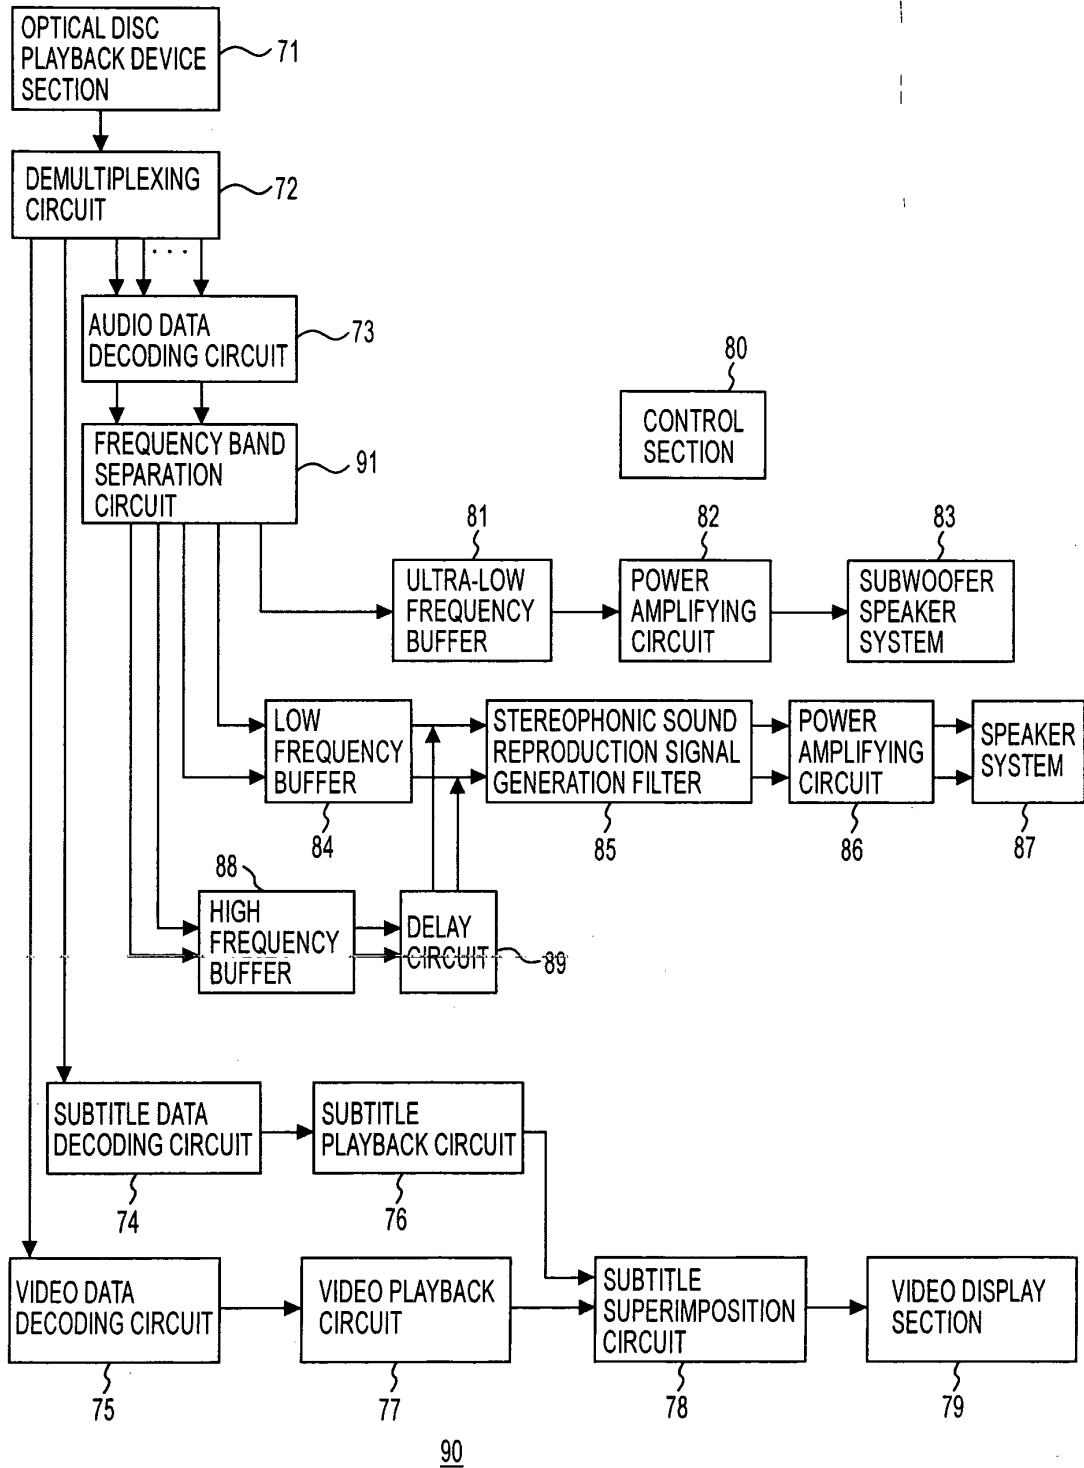 OPTICAL DISC
PLAYBACK DEVICE
SECTION
71
DEMULTIPLEXING
CIRCUIT
72
. . .
AUDIO DATA
DECODING CIRCUIT
73
80
CONTROL
SECTION
FREQUENCY BAND
SEPARATION
CIRCUIT
91
81
ULTRA-LOW
FREQUENCY
BUFFER
82
POWER
AMPLIFYING
CIRCUIT
83
SUBWOOFER
SPEAKER
SYSTEM
LOW
FREQUENCY
BUFFER
84
STEREOPHONIC SOUND
REPRODUCTION SIGNAL
GENERATION FILTER
85
POWER
AMPLIFYING
CIRCUIT
86
SPEAKER
SYSTEM
87
88
HIGH
FREQUENCY
BUFFER
DELAY
CIRCUIT
89
SUBTITLE DATA
DECODING CIRCUIT
74
SUBTITLE
PLAYBACK CIRCUIT
76
VIDEO DATA
DECODING CIRCUIT
75
VIDEO PLAYBACK
CIRCUIT
77
SUBTITLE
SUPERIMPOSITION
CIRCUIT
78
VIDEO DISPLAY
SECTION
79
90